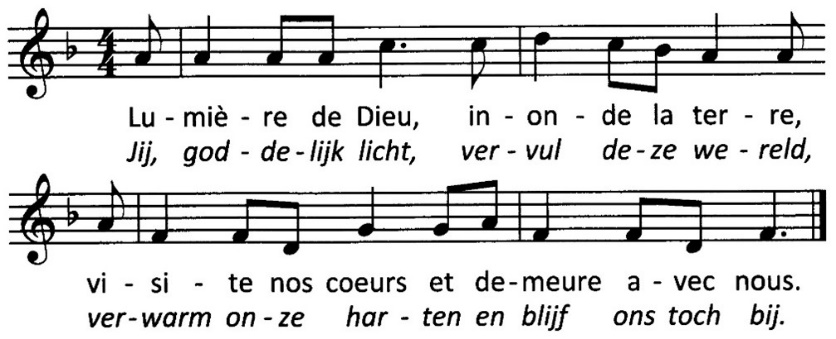 Lu - miè - re de Dieu, in - on - de la ter - re,
Jij, god - de - lijk licht, ver - vul de - ze we - reld,
vi - si - te nos coeurs et de - meure a - vec nous.
ver - warm on - ze har - ten en blijf ons toch bij.